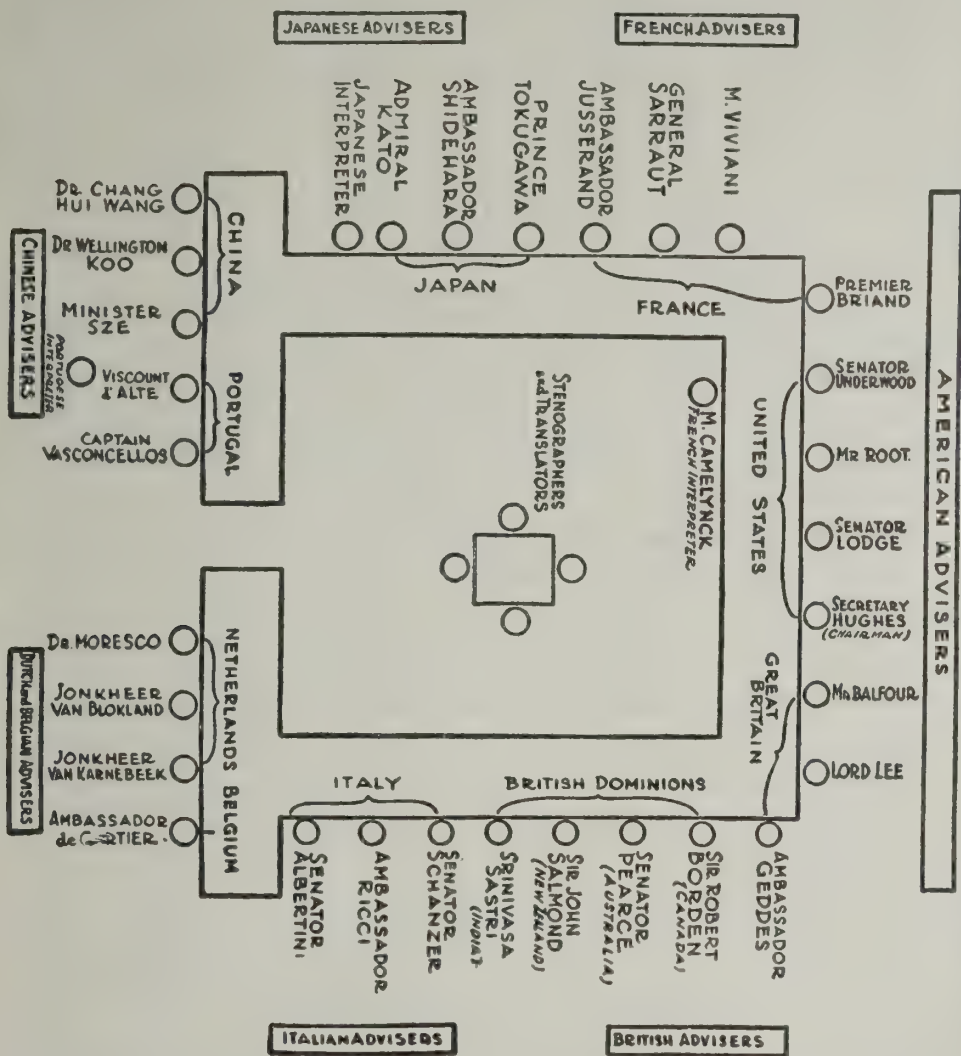 JAPANESE ADVISERS
FRENCH ADVISERS
JAPANESE
INTERPRETER
ADMIRAL
KATO
AMBASSADOR
SHIDEHARA
PRINCE
TOKUGAWA
AMBASSADOR
JUSSERAND
GENERAL
SARRAUT
M. VIVIANI
DR. CHANG
HUI WANG
DR WELLINGTON
KOO
MINISTER
SZE
CHINESE ADVISERS
PORTUGESE
INTERPRETER
VISCOUNT
d'ALTE
CAPTAIN
VASCONCELLOS
CHINA
PORTUGAL
JAPAN
FRANCE
PREMIER
BRIAND
SENATOR
UNDERWOOD
MR ROOT.
SENATOR
LODGE
SECRETARY
HUGHES
(CHAIRMAN)
MR BALFOUR
LORD LEE
UNITED STATES
GREAT
BRITAIN
AMERICAN ADVISERS
STENOGRAPHERS
and TRANSLATORS
M. CAMELYNCK
FRENCH INTERPRETER
DR. MORESCO
JONKHEER
VAN BLOKLAND
JONKHEER
VAN KARNEBEEK
AMBASSADOR
de CARTIER.
DUTCH and BELGIAN ADVISERS
NETHERLANDS BELGIUM
ITALY
BRITISH DOMINIONS
SENATOR
ALBERTINI
AMBASSADOR
RICCI
SENATOR
SCHANZER
SRINIVASA
SASTRI
(INDIA)
SIR JOHN
SALMOND
(NEW ZEALAND)
SENATOR
PEARCE
(AUSTRALIA)
SIR ROBERT
BORDEN
(CANADA)
AMBASSADOR
GEDDES
ITALIAN ADVISERS
BRITISH ADVISERS